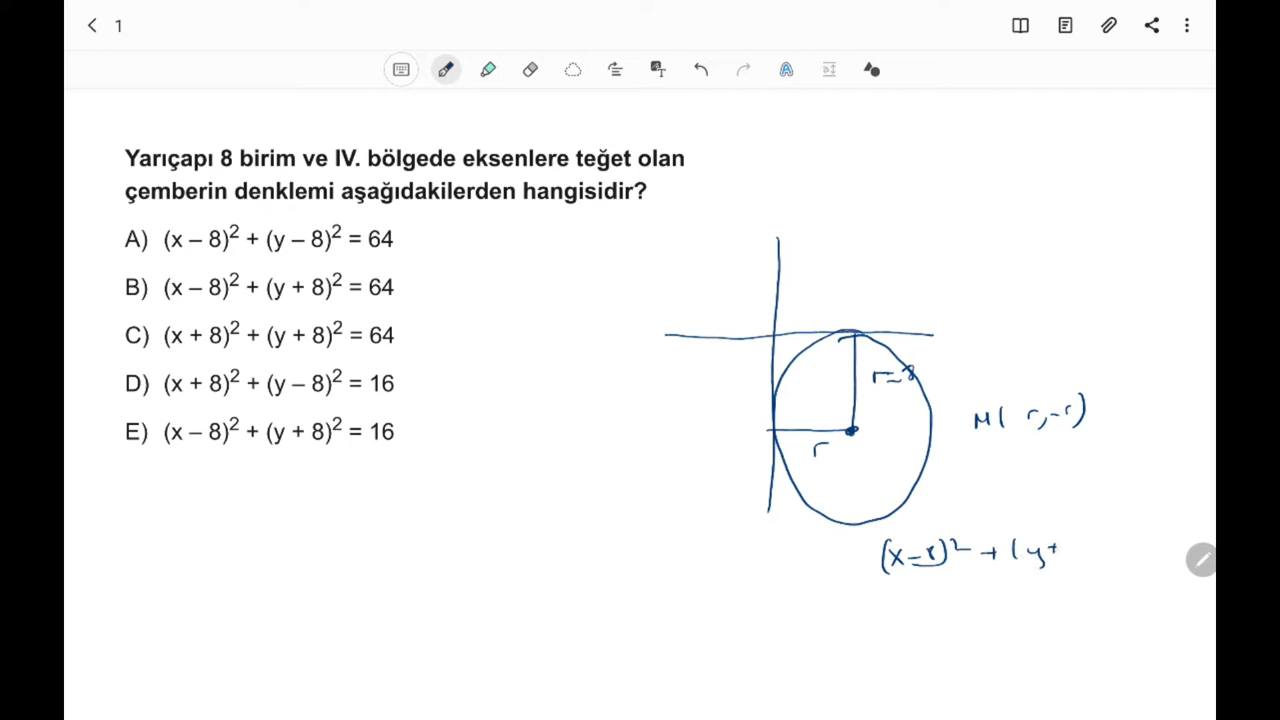 1
Yarıçapı 8 birim ve IV. bölgede eksenlere teğet olan
çemberin denklemi aşağıdakilerden hangisidir?
A) (x – 8)² + (y – 8)² = 64
B) (x – 8)² + (y + 8)² = 64
C) (x + 8)² + (y + 8)² = 64
D) (x + 8)² + (y – 8)² = 16
E) (x – 8)² + (y + 8)² = 16
r=8
M( r,-r)
r
(x-8)² + (y+